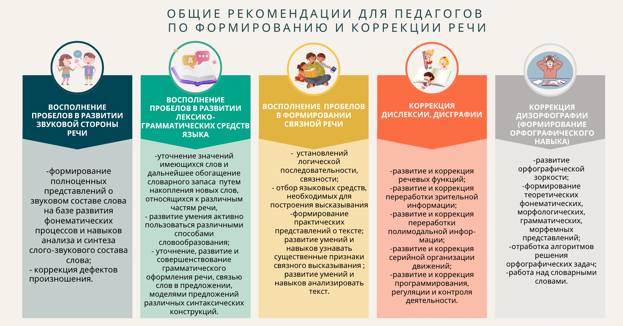 ОБЩИЕ РЕКОМЕНДАЦИИ ДЛЯ ПЕДАГОГОВ
ПО ФОРМИРОВАНИЮ И КОРРЕКЦИИ РЕЧИ
ВОСПОЛНЕНИЕ
ПРОБЕЛОВ В РАЗВИТИИ
ЗВУКОВОЙ СТОРОНЫ
РЕЧИ
-формирование
полноценных
представлений о
звуковом составе слова
на базе развития
фонематических
процессов и навыков
анализа и синтеза
слого-звукового состава
слова;
- коррекция дефектов
произношения.
ВОСПОЛНЕНИЕ
ПРОБЕЛОВ В РАЗВИТИИ
ЛЕКСИКО-
ГРАММАТИЧЕСКИХ СРЕДСТВ
ЯЗЫКА
-уточнение значений
имеющихся слов и
дальнейшее обогащение
словарного запаса путем
накопления новых слов,
относящихся к различным
частям речи,
- развитие умения активно
пользоваться различными
способами
словообразования;
- уточнение, развитие и
совершенствование
грамматического
оформления речи, связью
слов в предложении,
моделями предложений
различных синтаксических
конструкций.
ВОСПОЛНЕНИЕ ПРОБЕЛОВ
В ФОРМИРОВАНИИ
СВЯЗНОЙ РЕЧИ
- установлений
логической
последовательности,
связности;
- отбор языковых средств,
необходимых для
построения высказывания
-формирование
практических
представлений о тексте;
развитие умений и
навыков узнавать
существенные признаки
связного высказывания ;
развитие умений и
навыков анализировать
текст.
КОРРЕКЦИЯ
ДИСЛЕКСИИ, ДИСГРАФИИ
-развитие и коррекция
речевых функций;
-развитие и коррекция
переработки зрительной
информации;
-развитие и коррекция
переработки
полимодальной инфор-
мации;
-развитие и коррекция
серийной организации
движений;
-развитие и коррекция
программирования,
регуляции и контроля
деятельности.
КОРРЕКЦИЯ
ДИЗОРФОГРАФИИ
(ФОРМИРОВАНИЕ
ОРФОГРАФИЧЕСКОГО
НАВЫКА)
-развитие
орфографической
зоркости;
-формирование
теоретических
фонематических,
морфологических,
грамматических,
морфемных
представлений;
-отработка алгоритмов
решения
орфографических задач;
-работа над словарными
словами.